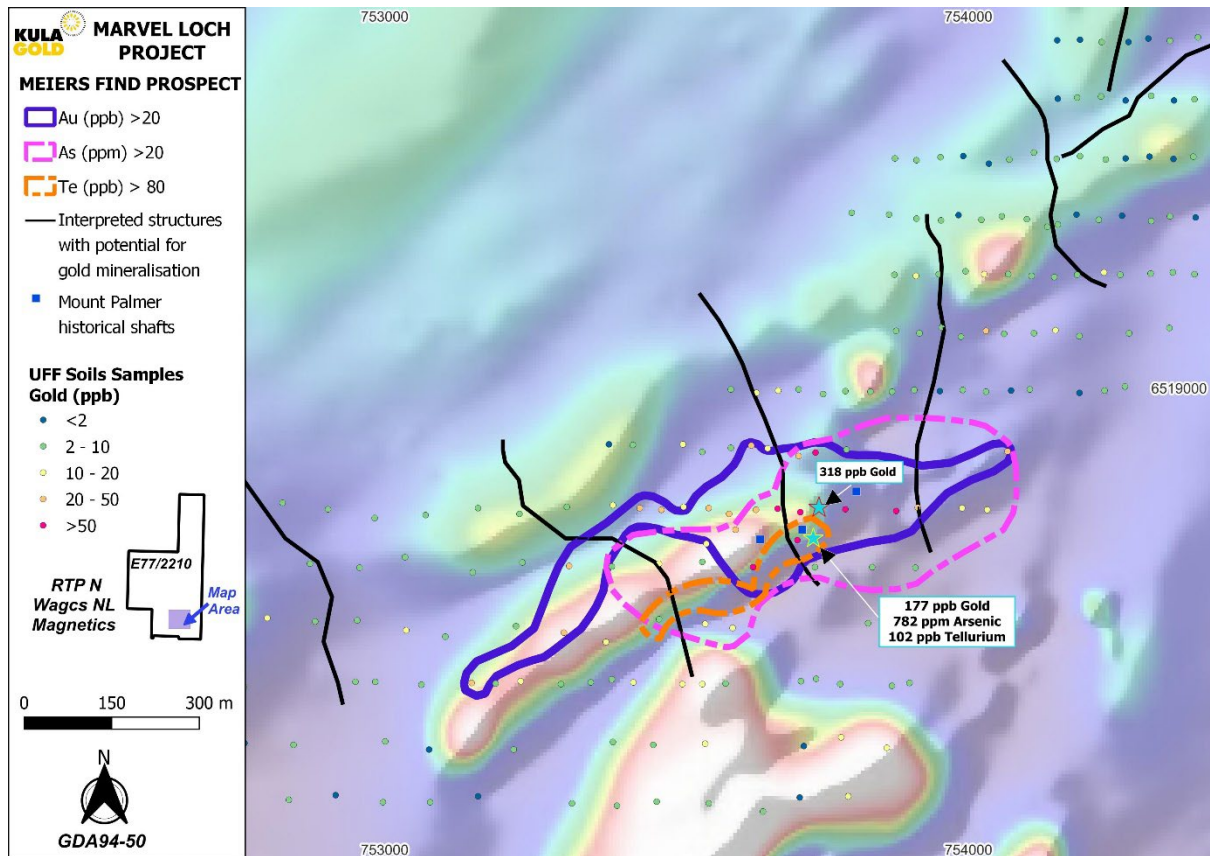 KULA
GOLD
MARVEL LOCH
PROJECT
MEIERS FIND PROSPECT
Au (ppb) >20
As (ppm) >20
Te (ppb) > 80
Interpreted structures
with potential for
gold mineralisation
Mount Palmer
historical shafts
UFF Soils Samples
Gold (ppb)
<2
2 - 10
10 - 20
20 - 50
>50
E77/2210
RTP N
Wagcs NL
Magnetics
Map
Area
0 150 300 m
N
GDA94-50
753000
754000
6519000
318 ppb Gold
177 ppb Gold
782 ppm Arsenic
102 ppb Tellurium
753000
754000